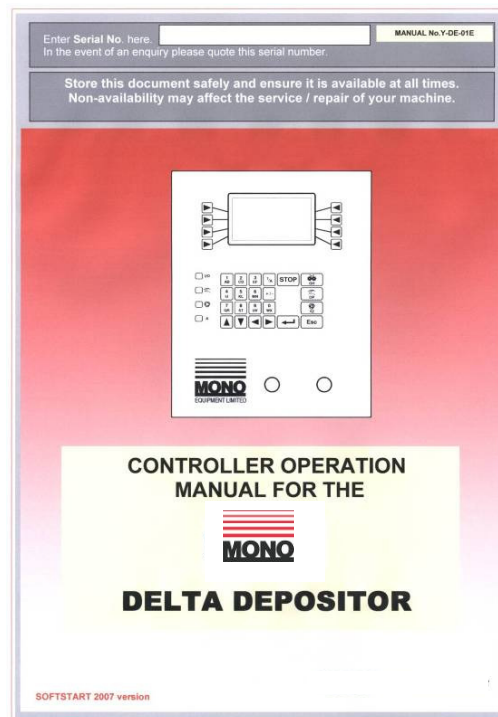 Enter Serial No. here.
MANUAL No.Y-DE-01E
In the event of an enquiry please quote this serial number.
Store this document safely and ensure it is available at all times.
Non-availability may affect the service / repair of your machine.
STOP
Esc
MONO
EQUIPMENT LIMITED
CONTROLLER OPERATION
MANUAL FOR THE
MONO
DELTA DEPOSITOR
SOFTSTART 2007 version